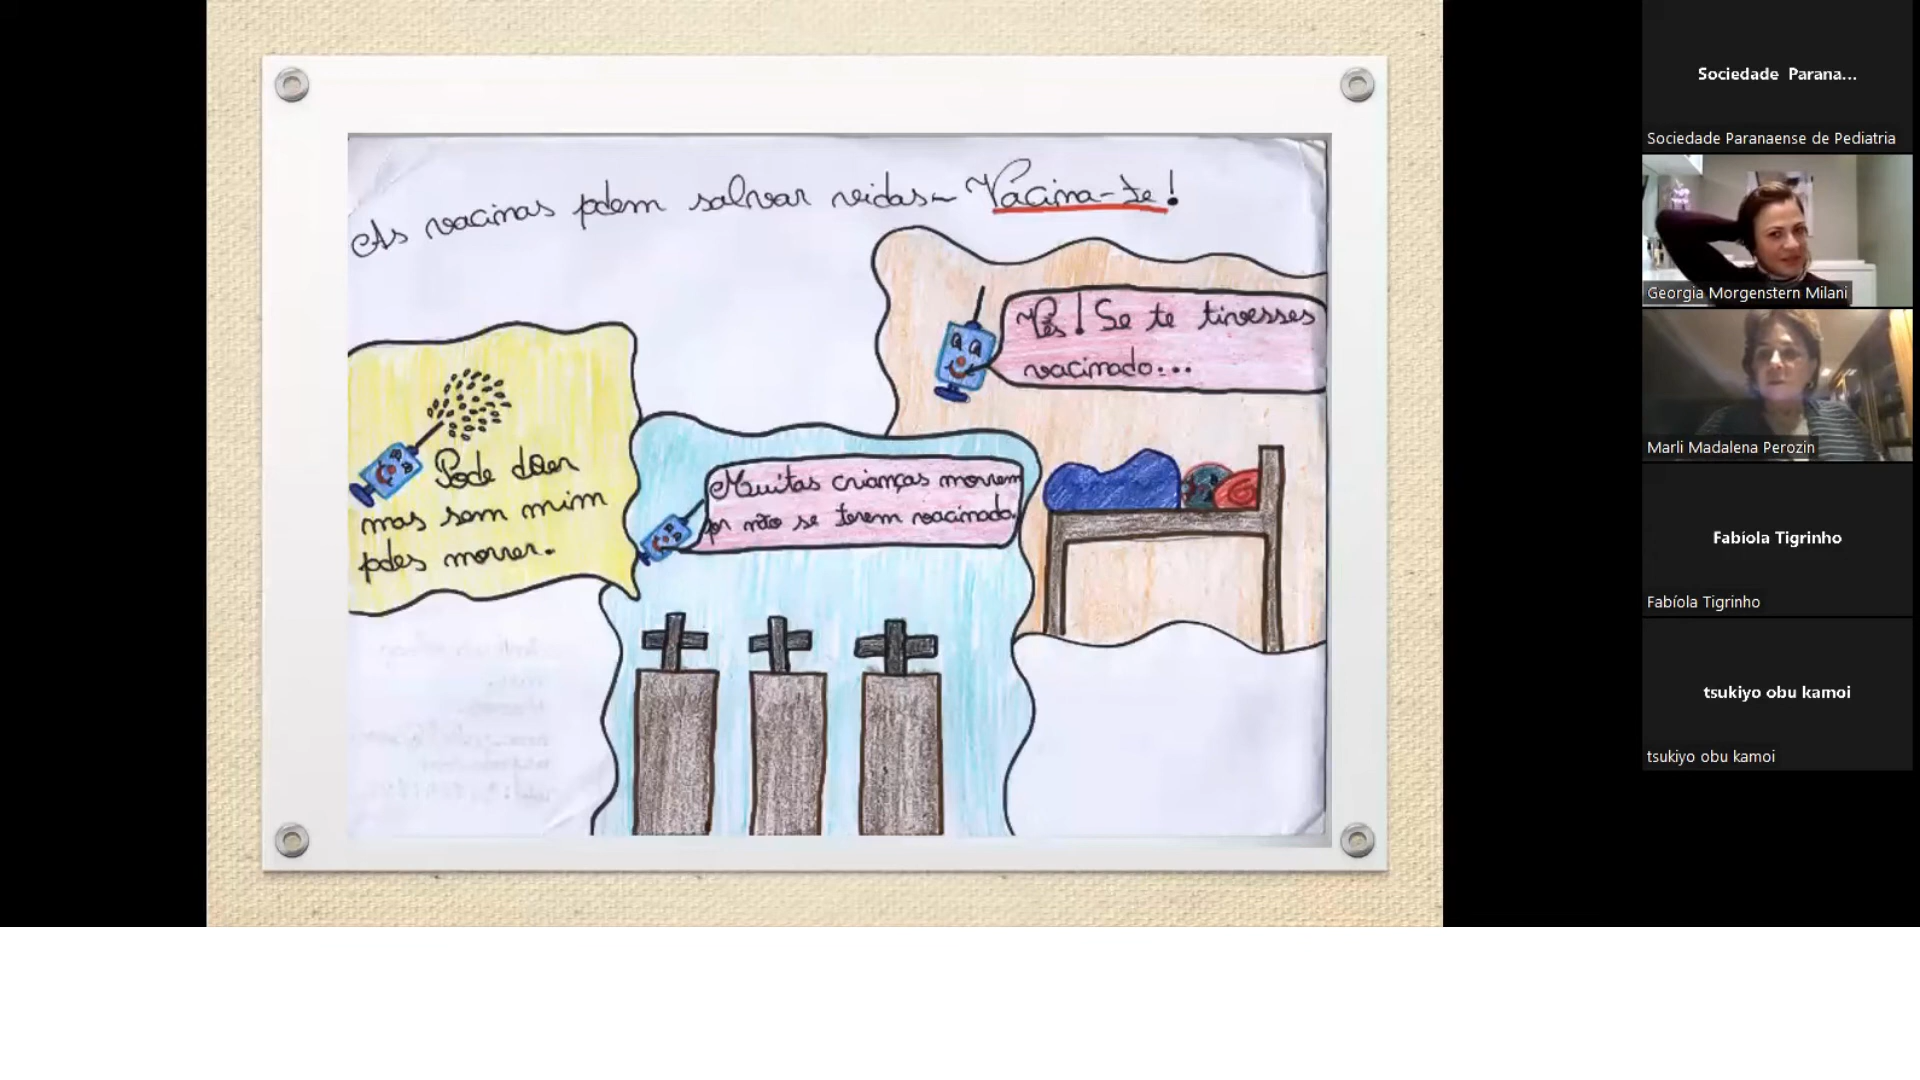 As vacinas podem salvar vidas - Vacina-te!
Vês! Se te tivesses
vacinado...
Pode doer
mas sem mim
podes morrer.
Muitas crianças morrem
por não se terem vacinado.
Sociedade Parana...
Sociedade Paranaense de Pediatria
Georgia Morgenstern Milani
Marli Madalena Perozin
Fabíola Tigrinho
Fabíola Tigrinho
tsukiyo obu kamoi
tsukiyo obu kamoi